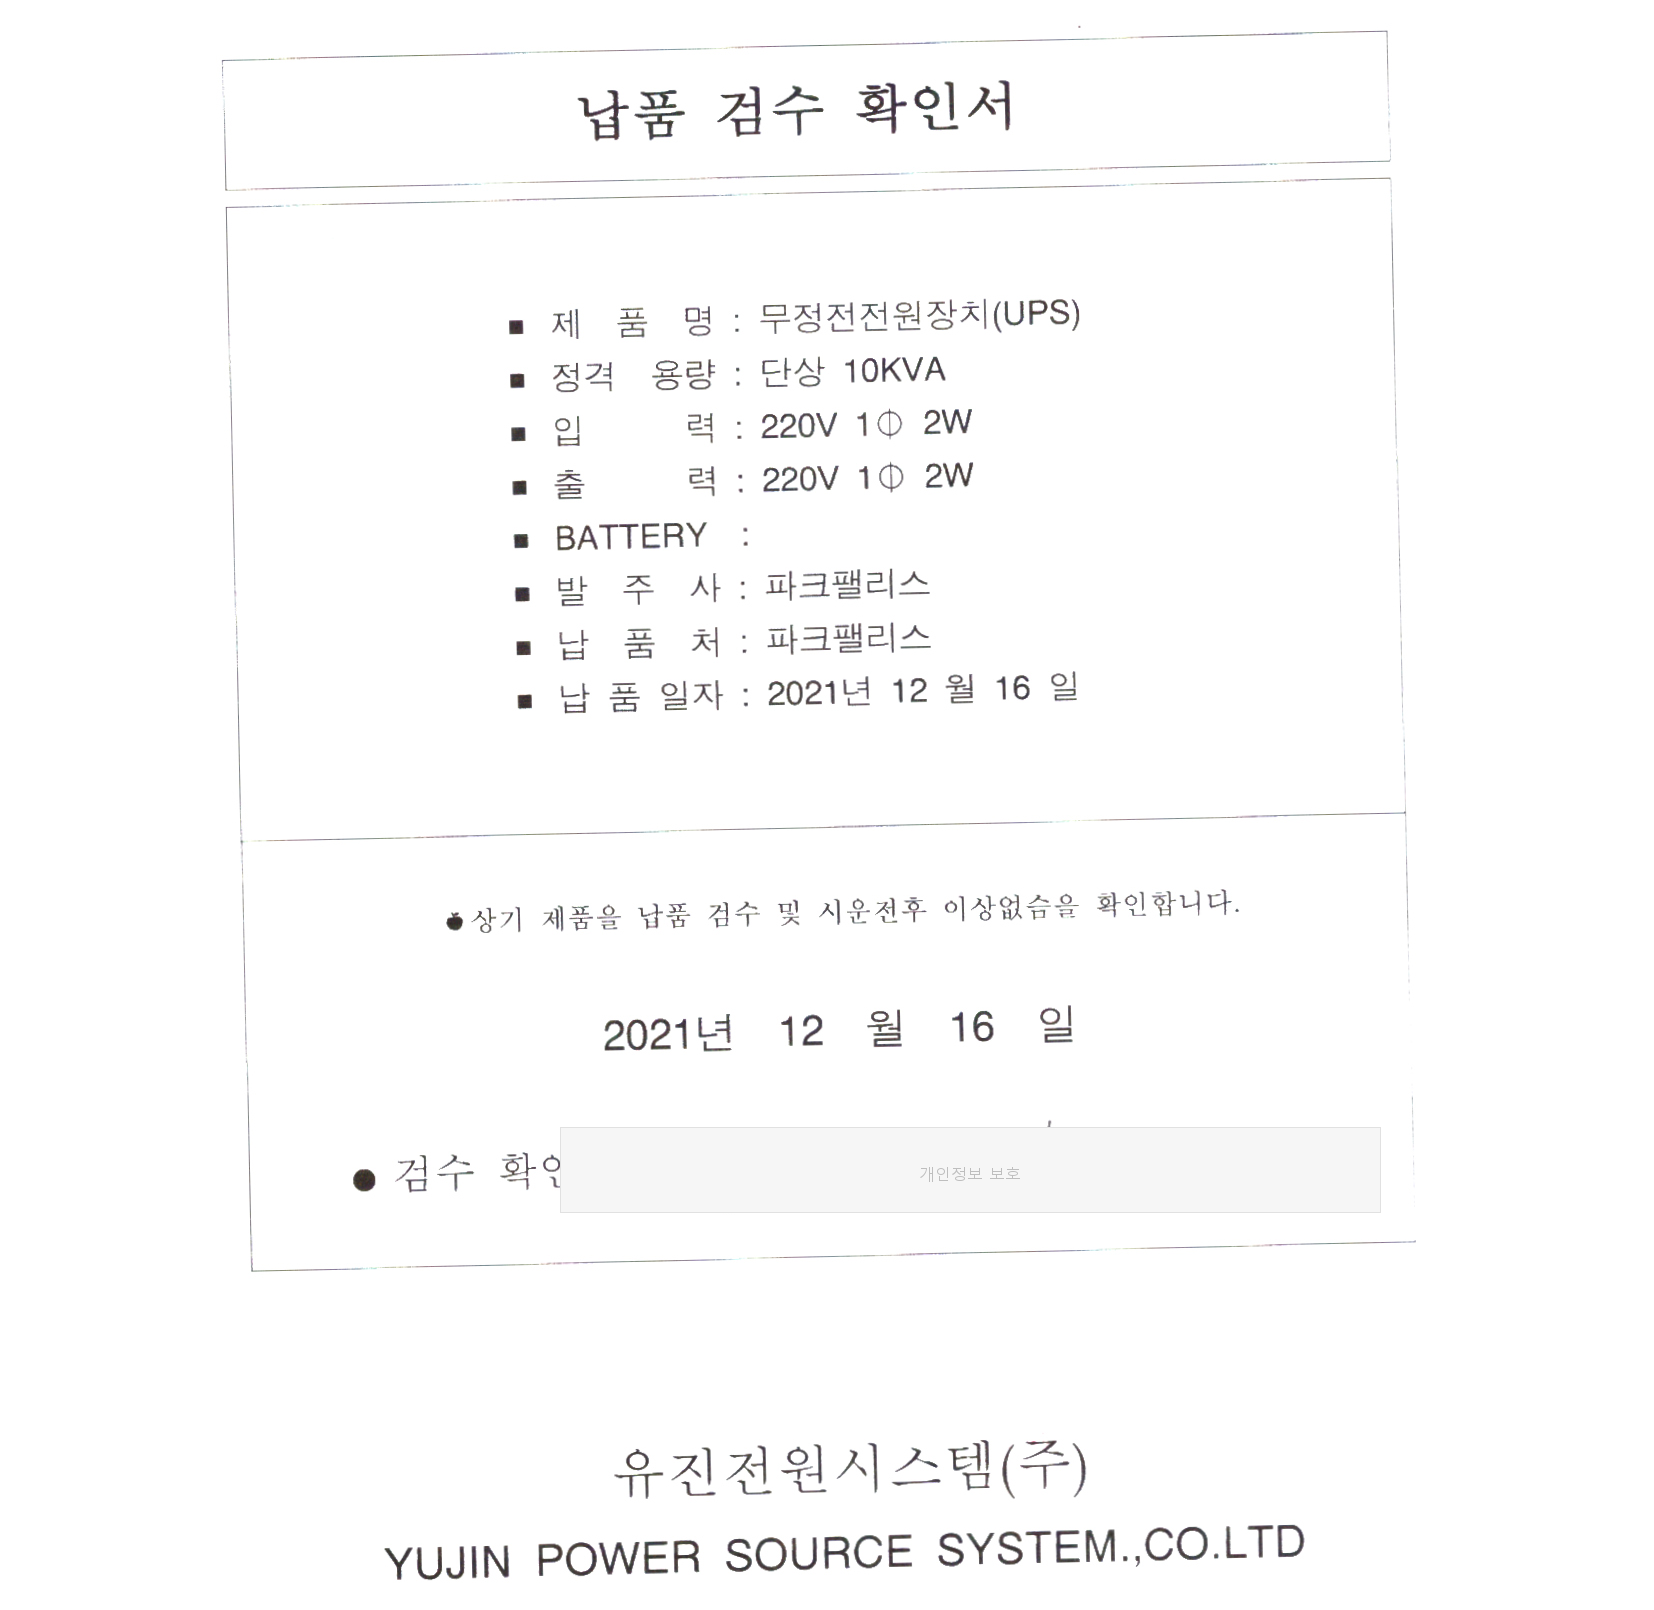 납품 검수 확인서
■ 제 품 명 : 무정전전원장치(UPS)
■ 정격 용량 : 단상 10KVA
■ 입 력 : 220V 1⏀ 2W
■ 출 력 : 220V 1⏀ 2W
■ BATTERY :
■ 발 주 사 : 파크팰리스
■ 납 품 처 : 파크팰리스
■ 납 품 일자 : 2021년 12 월 16 일
상기 제품을 납품 검수 및 시운전후 이상없슴을 확인합니다.
2021년 12 월 16 일
● 검수 확인
개인정보 보호
유진전원시스템(주)
YUJIN POWER SOURCE SYSTEM.,CO.LTD